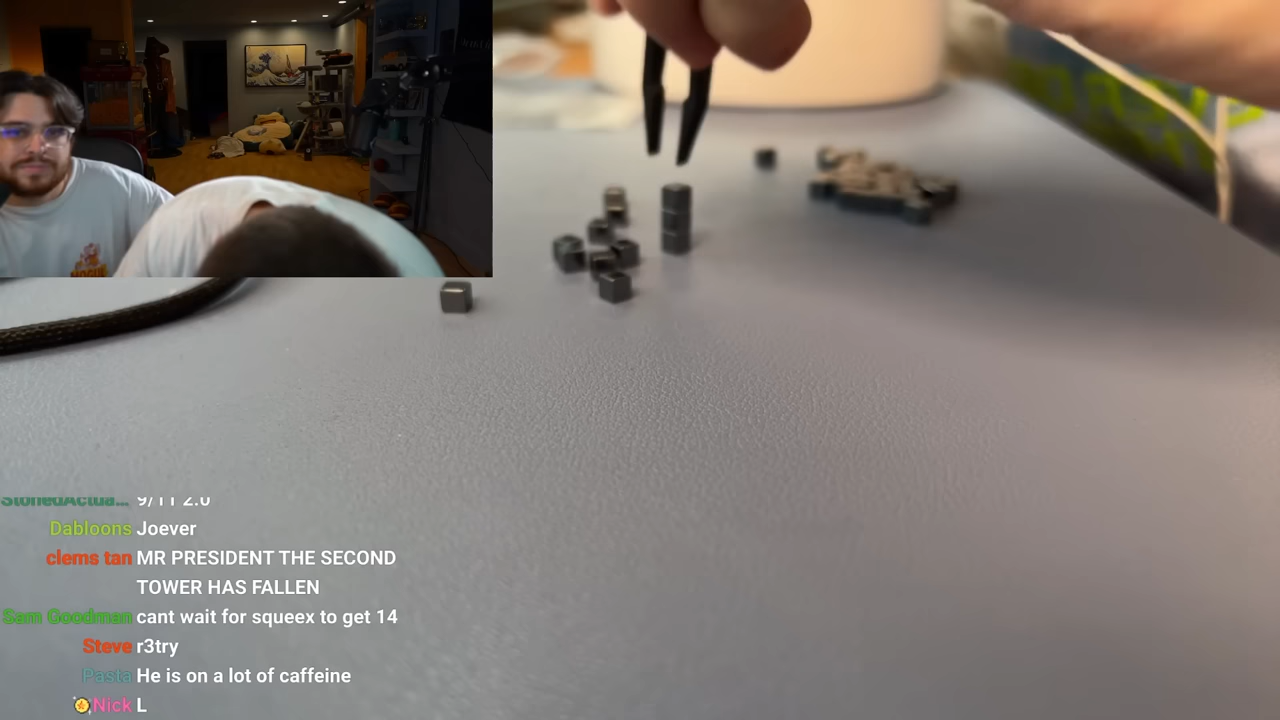 StonedActua... 9/11 2.0
Dabloons Joever
clems tan MR PRESIDENT THE SECOND
TOWER HAS FALLEN
Sam Goodman cant wait for squeex to get 14
Steve r3try
Pasta He is on a lot of caffeine
Nick L